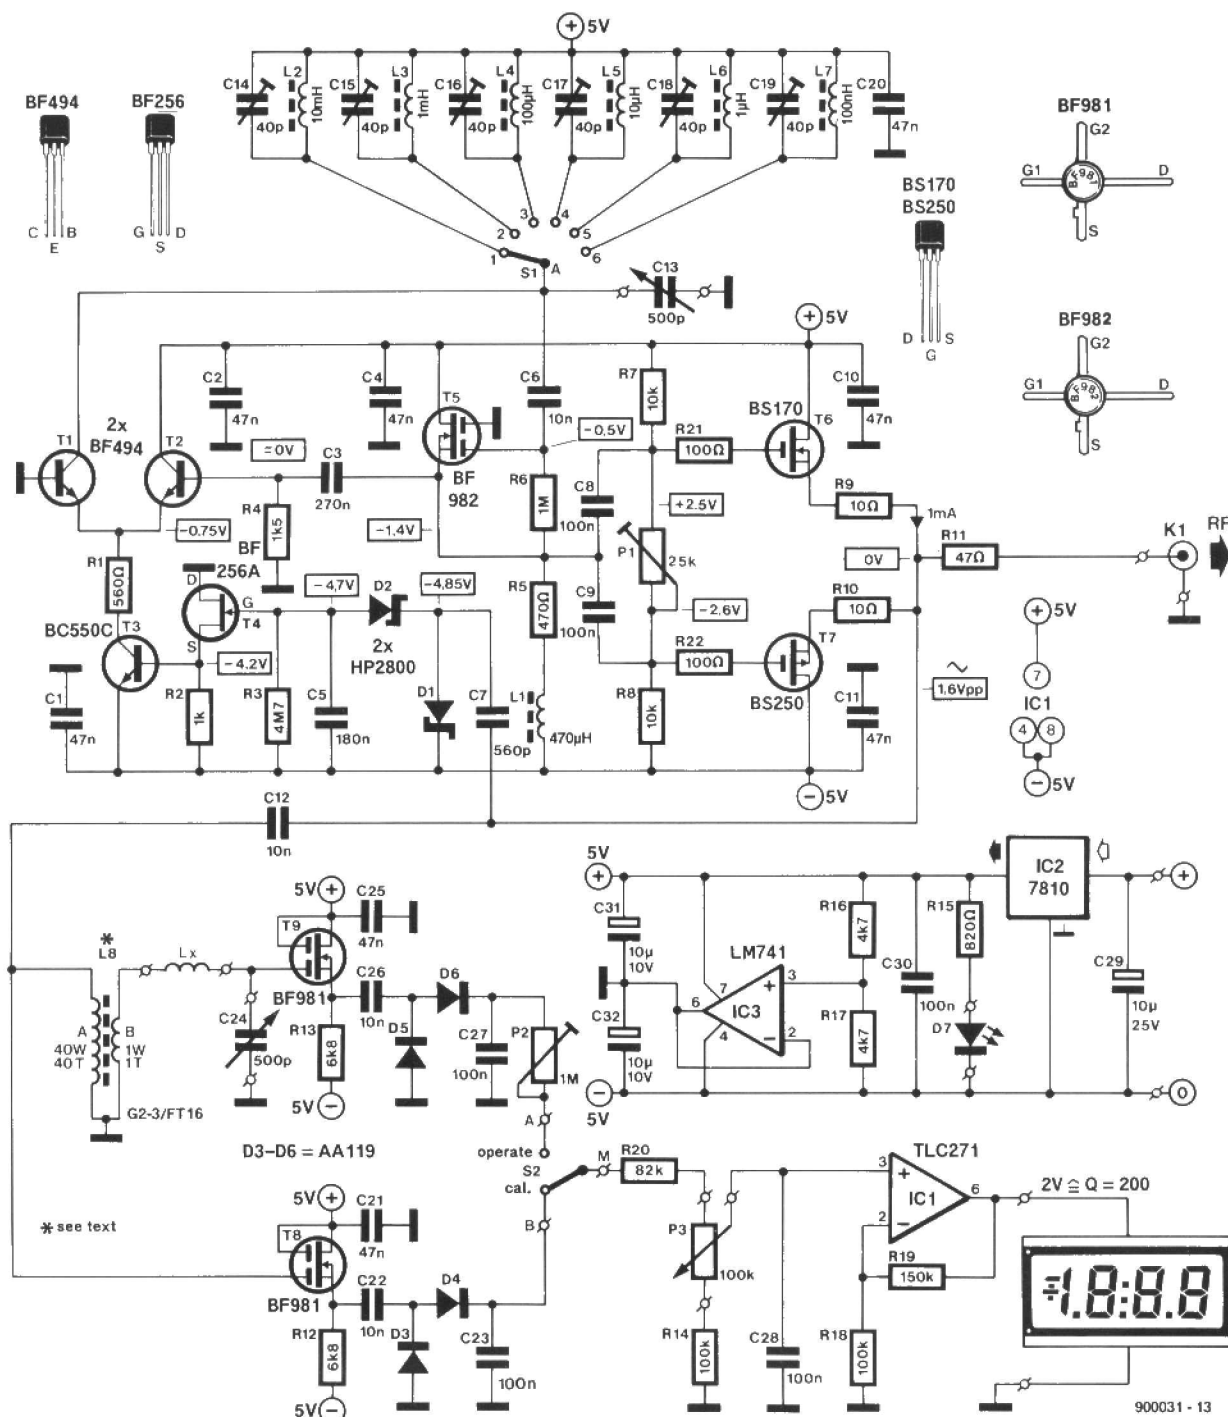 5V
C14
40p
L2
10mH
C15
40p
L3
1mH
C16
40p
L4
100µH
C17
40p
L5
10µH
C18
40p
L6
1µH
C19
40p
L7
100nH
C20
47n
BF494
C E B
BF256
G S D
BS170
BS250
D G S
BF981
G2
G1
D
BF981
S
BF982
G2
G1
D
BF982
S
1
2
3
4
5
6
S1
A
C13
500p
5V
T1
2x
BF494
T2
C2
47n
C4
47n
T5
BF
982
C6
10n
R7
10k
BS170
T6
C10
47n
=0V
C3
270n
-0,5V
R21
100Ω
R4
1k5
R6
1M
C8
100n
+2.5V
R9
10Ω
1mA
-0.75V
-1,4V
P1
25k
0V
R11
47Ω
K1
RF
R1
560Ω
BF
256A
D
G
S
T4
-4,7V
D2
2x
HP2800
-4,85V
R5
470Ω
C9
100n
-2,6V
R10
10Ω
BC550C
T3
-4.2V
R22
100Ω
T7
BS250
C1
47n
R2
1k
R3
4M7
C5
180n
D1
C7
560p
L1
470µH
R8
10k
C11
47n
~
1.6Vpp
5V
7
IC1
4 8
5V
5V
C12
10n
5V
C25
47n
T9
BF981
*
L8
Lx
A
40W
40T
B
1W
1T
G2-3/FT16
C24
500p
R13
6k8
5V
C26
10n
D5
D6
C27
100n
P2
1M
A
5V
C31
10µ
10V
C32
10µ
10V
5V
LM741
IC3
7
6
4
3
2
+
−
R16
4k7
R17
4k7
C30
100n
R15
820Ω
D7
IC2
7810
C29
10µ
25V
+
0
D3-D6 = AA119
operate
S2
cal.
B
M
R20
82k
P3
100k
R14
100k
C28
100n
TLC271
IC1
3
2
6
+
−
R19
150k
R18
100k
2V ≙ Q = 200
-1.8:8.8
* see text
5V
C21
47n
T8
BF981
C22
10n
D4
D3
C23
100n
R12
6k8
5V
900031 - 13